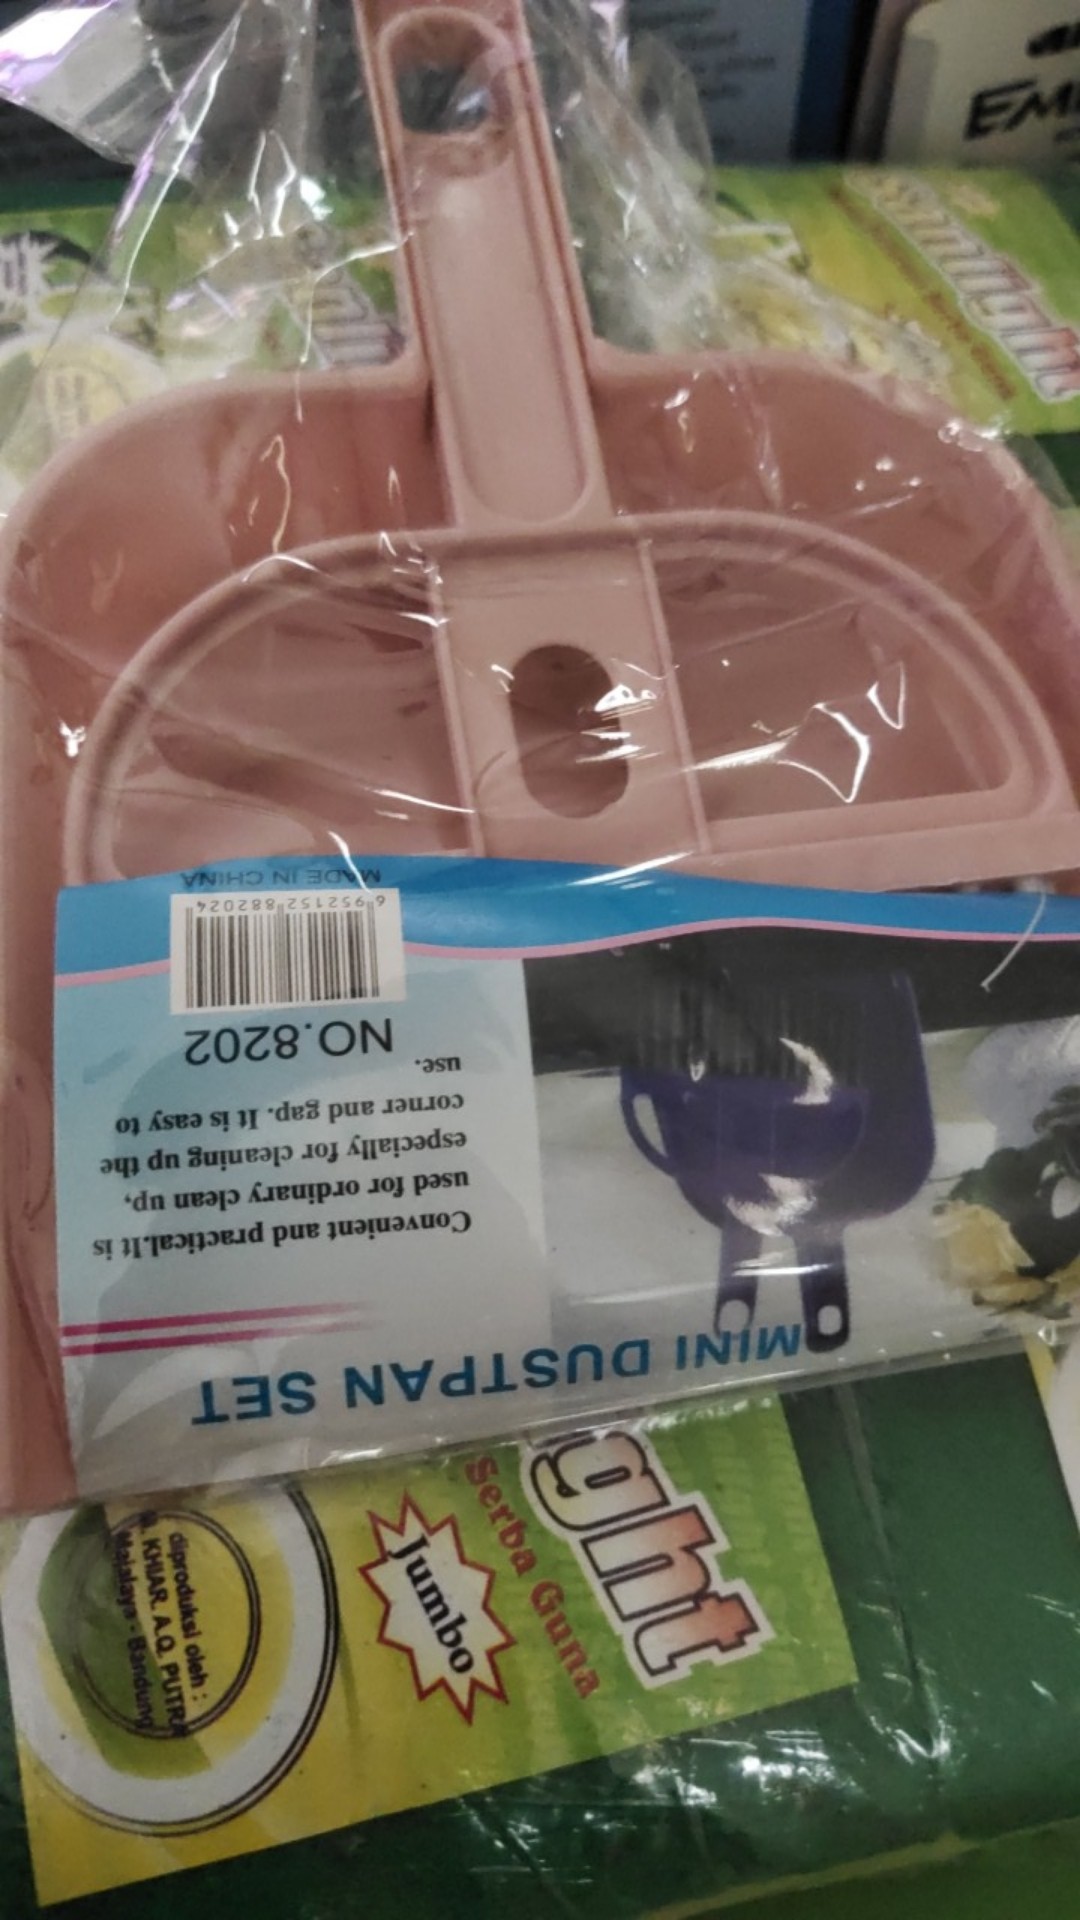 MINI DUSTPAN SET
Convenient and practical.It is
used for ordinary clean up,
especially for cleaning up the
corner and gap. It is easy to
use.
NO.8202
6 952152 882024
MADE IN CHINA
ght
Serba Guna
Jumbo
diproduksi oleh :
KHIAR. A.Q. PUTRA
Majalaya - Bandung